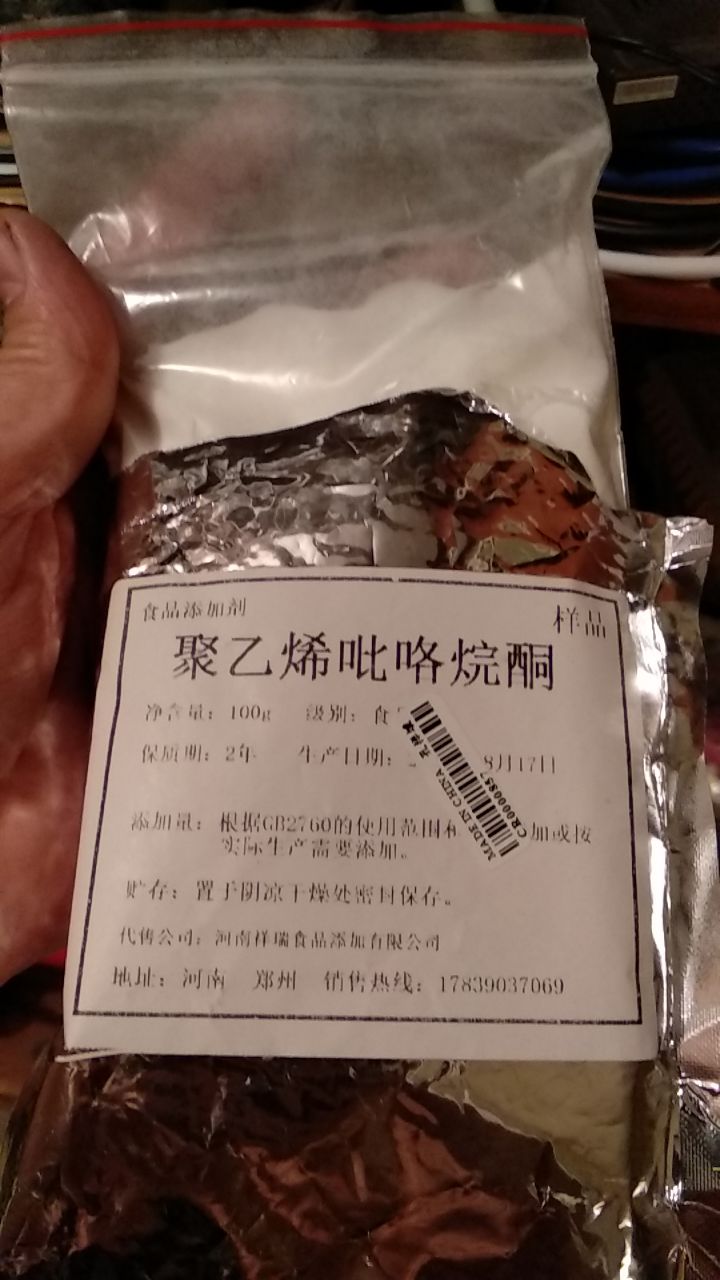 食品添加剂
样品
聚乙烯吡咯烷酮
净含量：100g 级别：食
保质期：2年 生产日期： 8月17日
添加量：根据GB2760的使用范围 加或按
实际生产需要添加。
贮存：置于阴凉干燥处密封保存。
代售公司：河南祥瑞食品添加有限公司
地址：河南 郑州 销售热线：17839037069
MADE IN CHINA
CR0000857